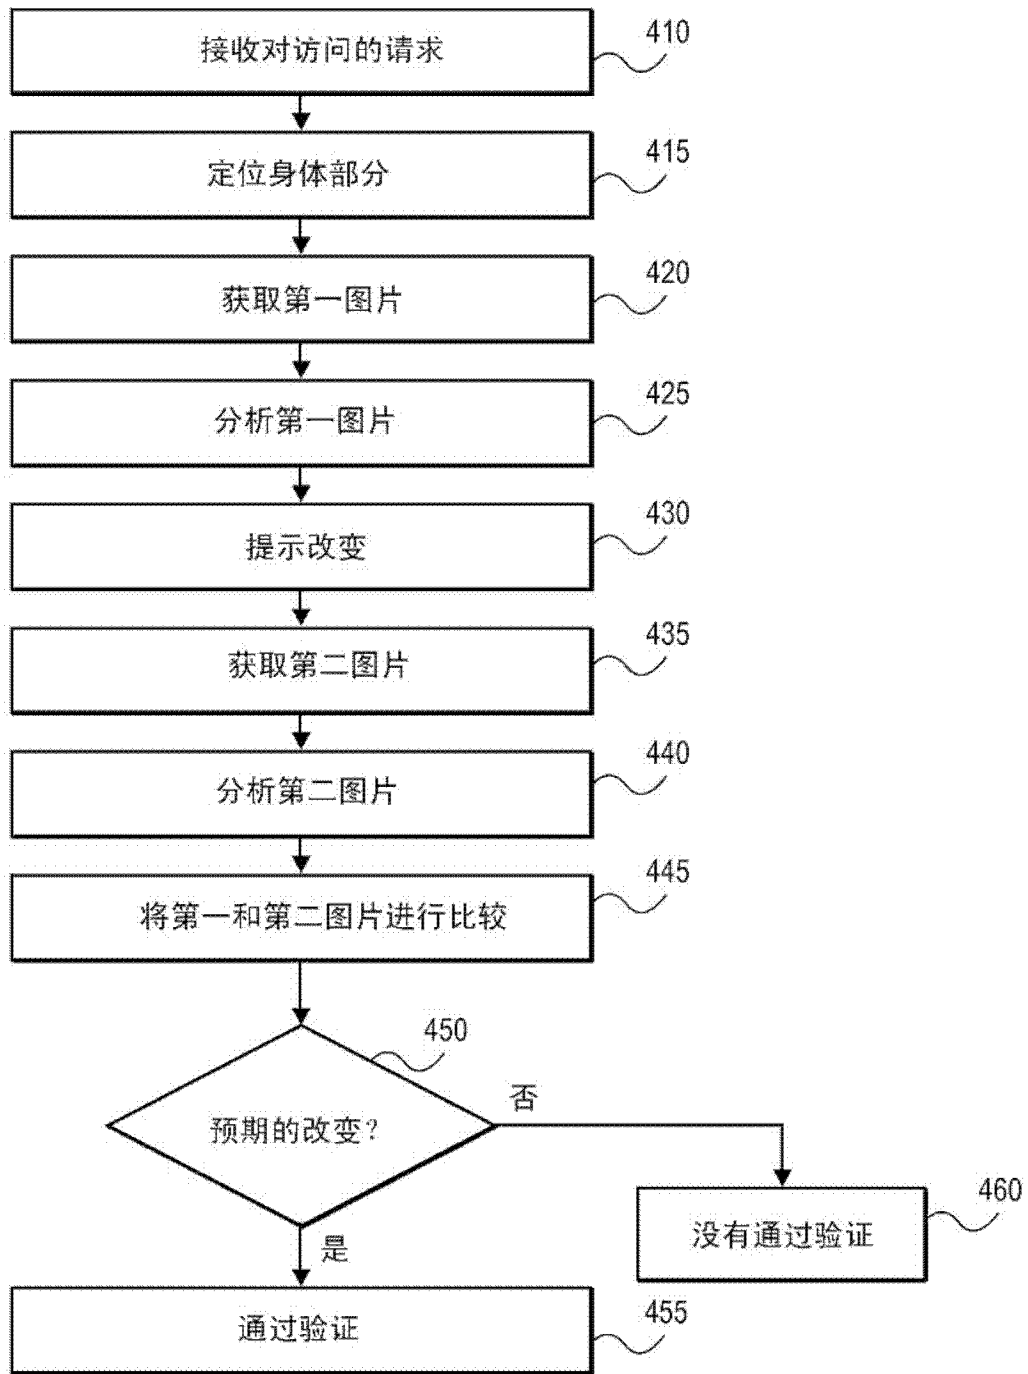 接收对访问的请求
410
定位身体部分
415
获取第一图片
420
分析第一图片
425
提示改变
430
获取第二图片
435
分析第二图片
440
将第一和第二图片进行比较
445
450
预期的改变?
否
是
没有通过验证
460
通过验证
455